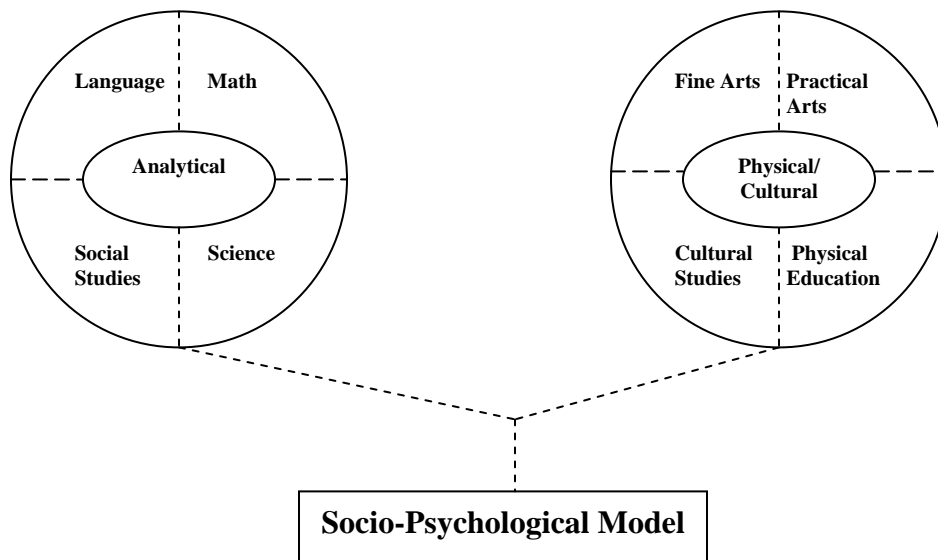 Language
Math
Analytical
Social
Studies
Science
Fine Arts
Practical
Arts
Physical/
Cultural
Cultural
Studies
Physical
Education
Socio-Psychological Model